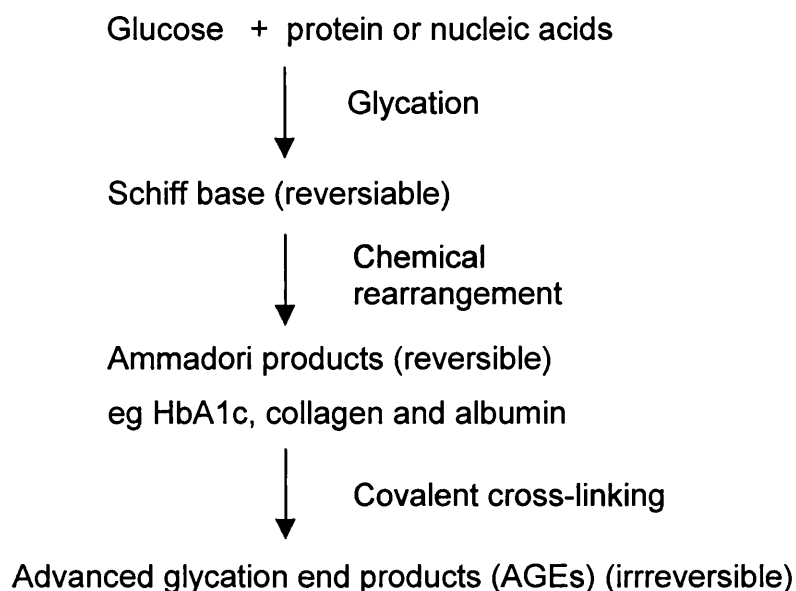 Glucose + protein or nucleic acids
Glycation
Schiff base (reversiable)
Chemical
rearrangement
Ammadori products (reversible)
eg HbA1c, collagen and albumin
Covalent cross-linking
Advanced glycation end products (AGEs) (irrreversible)